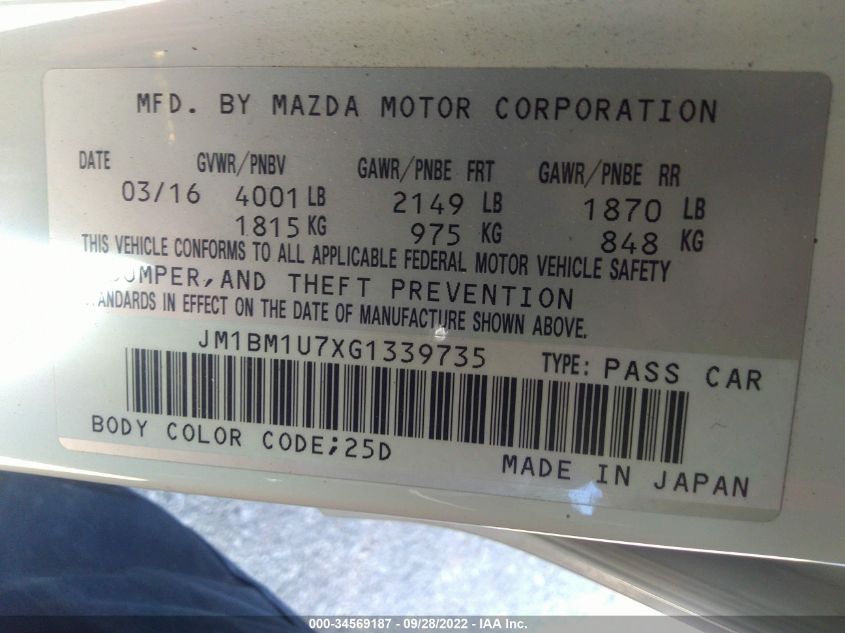 MFD. BY MAZDA MOTOR CORPORATION
DATE GVWR/PNBV GAWR/PNBE FRT GAWR/PNBE RR
03/16 4001 LB 2149 LB 1870 LB
1815 KG 975 KG 848 KG
THIS VEHICLE CONFORMS TO ALL APPLICABLE FEDERAL MOTOR VEHICLE SAFETY
BUMPER, AND THEFT PREVENTION
STANDARDS IN EFFECT ON THE DATE OF MANUFACTURE SHOWN ABOVE.
JM1BM1U7XG1339735 TYPE: PASS CAR
BODY COLOR CODE;25D
MADE IN JAPAN
000-34569187 - 09/28/2022 - IAA Inc.